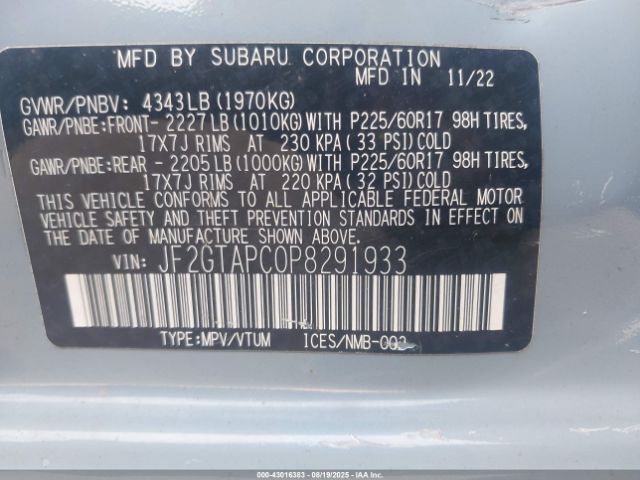 MFD BY SUBARU CORPORATION
MFD IN 11/22
GVWR/PNBV: 4343LB (1970KG)
GAWR/PNBE:FRONT- 2227LB (1010KG) WITH P225/60R17 98H TIRES,
17X7J RIMS AT 230 KPA ( 33 PSI) COLD
GAWR/PNBE:REAR - 2205LB (1000KG) WITH P225/60R17 98H TIRES,
17X7J RIMS AT 220 KPA ( 32 PSI) COLD
THIS VEHICLE CONFORMS TO ALL APPLICABLE FEDERAL MOTOR
VEHICLE SAFETY AND THEFT PREVENTION STANDARDS IN EFFECT ON
THE DATE OF MANUFACTURE SHOWN ABOVE.
VIN: JF2GTAPC0P8291933
TYPE:MPV/VTUM ICES/NMB-002
000-43016383 - 08/19/2025 - IAAI.COM